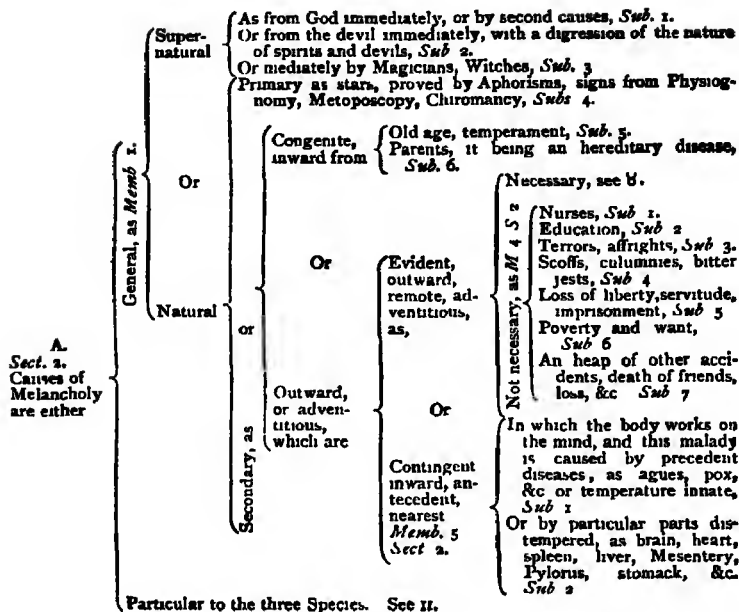 As from God immediately, or by second causes, Sub. 1.
Or from the devil immediately, with a digression of the nature
of spirits and devils, Sub 2.
Or mediately by Magicians, Witches, Sub. 3
Super-
natural
General, as Memb 1.
Or
Natural
Primary as stars, proved by Aphorisms, signs from Physiog-
nomy, Metoposcopy, Chiromancy, Subs 4.
or
Secondary, as
Congenite,
inward from
Old age, temperament, Sub. 5.
Parents, it being an hereditary disease,
Sub. 6.
Or
Outward,
or adven-
titious,
which are
Evident,
outward,
remote, ad-
ventitious,
as,
Necessary, see ♉.
Not necessary, as M 4 S 2
Nurses, Sub 1.
Education, Sub 2
Terrors, affrights, Sub 3.
Scoffs, culumnies, bitter
jests, Sub 4
Loss of liberty, servitude,
imprisonment, Sub 5
Poverty and want,
Sub 6
An heap of other acci-
dents, death of friends,
loss, &c Sub 7
Or
Contingent
inward, an-
tecedent,
nearest
Memb. 5
Sect 2.
In which the body works on
the mind, and this malady
is caused by precedent
diseases, as agues, pox,
&c or temperature innate,
Sub 1
Or by particular parts dis-
tempered, as brain, heart,
spleen, liver, Mesentery,
Pylorus, stomack, &c.
Sub 2
A.
Sect. 2.
Causes of
Melancholy
are either
Particular to the three Species. See II.